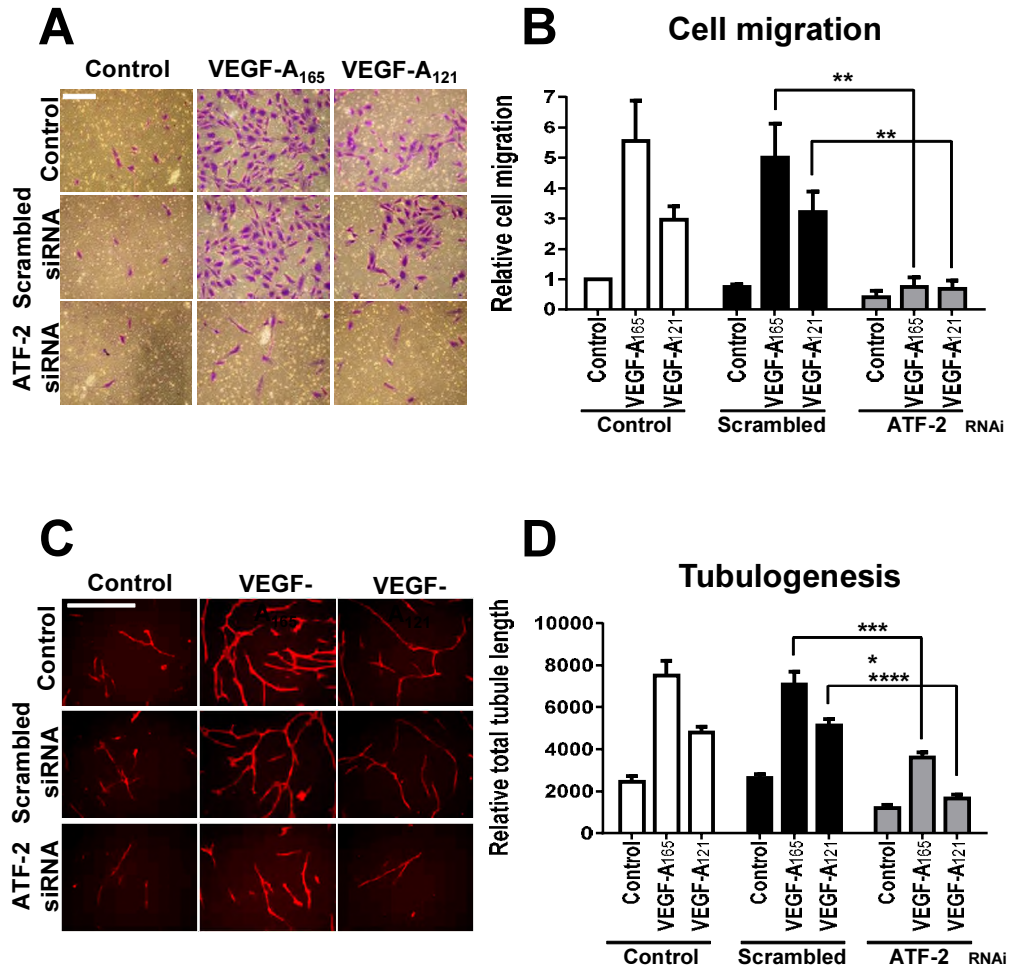 A
Control VEGF-A165 VEGF-A121
Control
Scrambled
siRNA
ATF-2
siRNA
B
Cell migration
**
**
Relative cell migration
7
6
5
4
3
2
1
0
Control VEGF-A165 VEGF-A121 Control VEGF-A165 VEGF-A121 Control VEGF-A165 VEGF-A121
Control Scrambled ATF-2 RNAi
C
Control VEGF- VEGF-
A165 A121
Control
Scrambled
siRNA
ATF-2
siRNA
D
Tubulogenesis
***
*
****
Relative total tubule length
10000
8000
6000
4000
2000
0
Control VEGF-A165 VEGF-A121 Control VEGF-A165 VEGF-A121 Control VEGF-A165 VEGF-A121
Control Scrambled ATF-2 RNAi